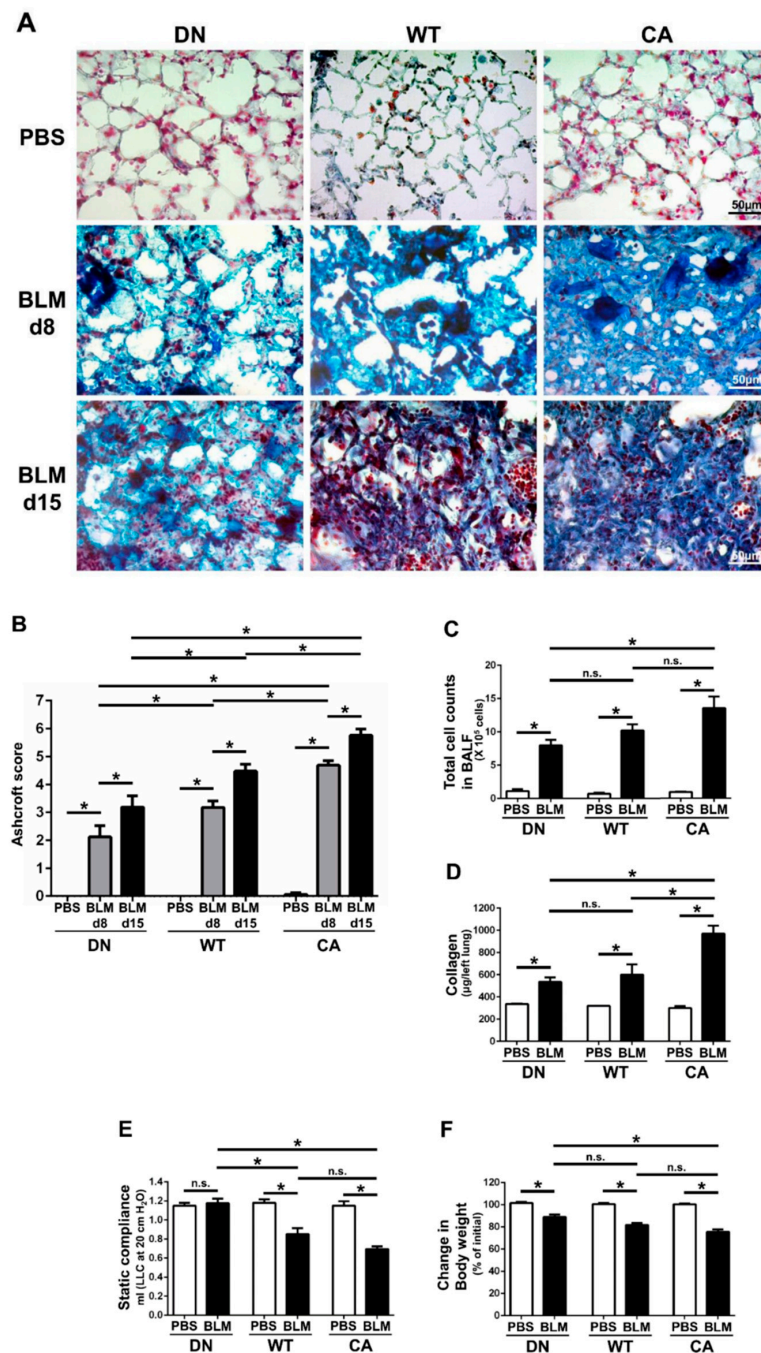 A
DN WT CA
PBS
50μm
BLM
d8
50μm
BLM
d15
50μm
B
*
* *
*
* *
* * *
* * *
Ashcroft score
7
6
5
4
3
2
1
0
PBS BLM BLM PBS BLM BLM PBS BLM BLM
d8 d15 d8 d15 d8 d15
DN WT CA
C
*
n.s. n.s.
* * *
Total cell counts
in BALF
(X 10⁵ cells)
20
15
10
5
0
PBS BLM PBS BLM PBS BLM
DN WT CA
D
*
n.s. *
* * *
Collagen
(μg/left lung)
1200
1000
800
600
400
200
0
PBS BLM PBS BLM PBS BLM
DN WT CA
E
*
* n.s.
n.s. * *
Static compliance
ml (LLC at 20 cm H₂O)
1.4
1.2
1.0
0.8
0.6
0.4
0.2
0.0
PBS BLM PBS BLM PBS BLM
DN WT CA
F
*
n.s. n.s.
* * *
Change in
Body weight
(% of initial)
120
100
80
60
40
20
0
PBS BLM PBS BLM PBS BLM
DN WT CA